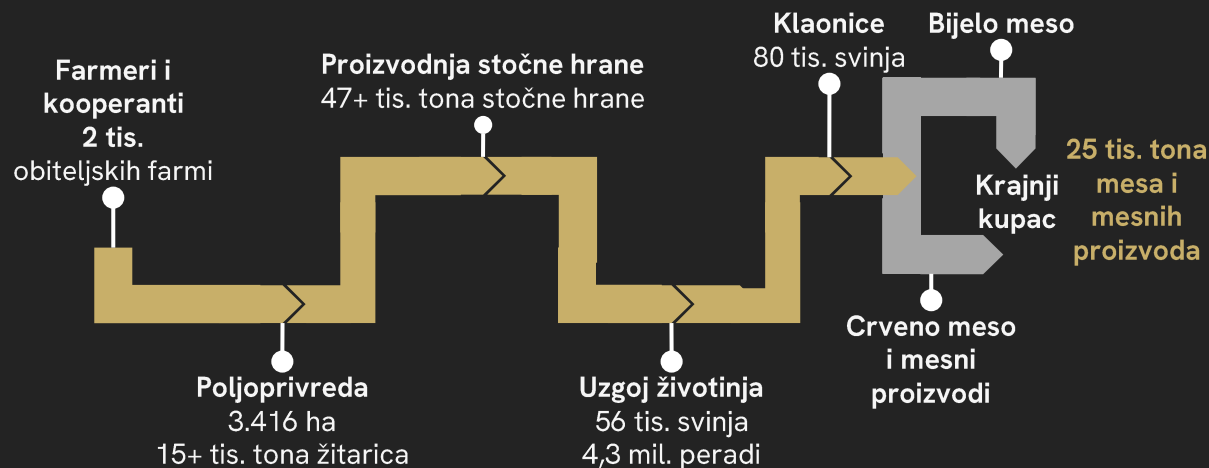 Farmeri i
kooperanti
2 tis.
obiteljskih farmi
Poljoprivreda
3.416 ha
15+ tis. tona žitarica
Proizvodnja stočne hrane
47+ tis. tona stočne hrane
Uzgoj životinja
56 tis. svinja
4,3 mil. peradi
Klaonice
80 tis. svinja
Bijelo meso
Crveno meso
i mesni
proizvodi
Krajnji
kupac
25 tis. tona
mesa i
mesnih
proizvoda